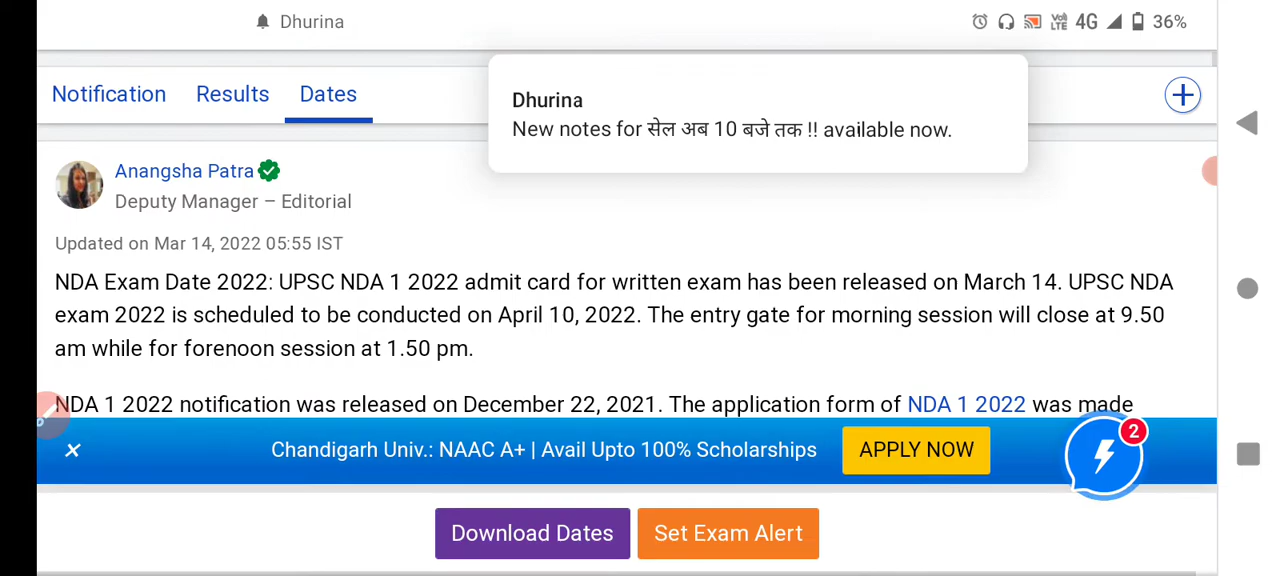 Dhurina
4G 36%
VoI) LTE
Notification Results Dates
Dhurina
New notes for सेल अब 10 बजे तक !! available now.
Anangsha Patra
Deputy Manager – Editorial
Updated on Mar 14, 2022 05:55 IST
NDA Exam Date 2022: UPSC NDA 1 2022 admit card for written exam has been released on March 14. UPSC NDA
exam 2022 is scheduled to be conducted on April 10, 2022. The entry gate for morning session will close at 9.50
am while for forenoon session at 1.50 pm.
NDA 1 2022 notification was released on December 22, 2021. The application form of NDA 1 2022 was made
Chandigarh Univ.: NAAC A+ | Avail Upto 100% Scholarships APPLY NOW
2
Download Dates Set Exam Alert